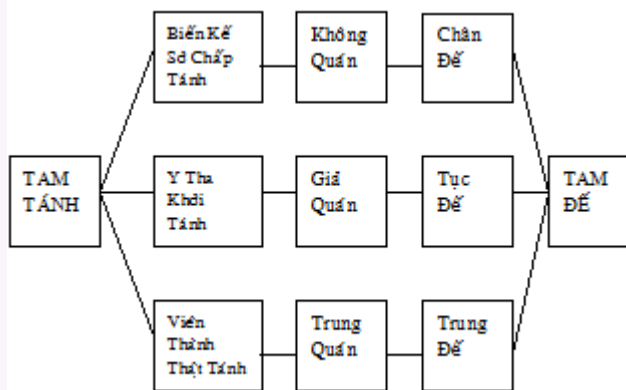 Biến Kế
Sở Chấp
Tánh
Không
Quán
Chân
Đế
TAM
TÁNH
Y Tha
Khởi
Tánh
Giả
Quán
Tục
Đế
TAM
ĐẾ
Viên
Thành
Thật Tánh
Trung
Quán
Trung
Đế